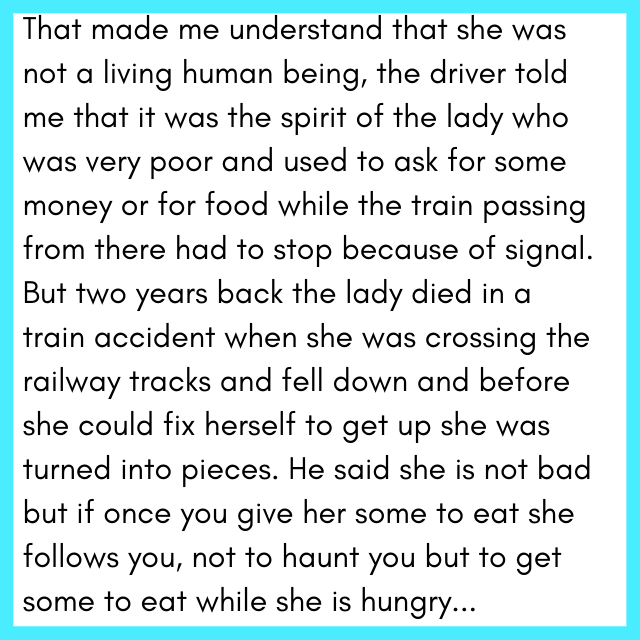 That made me understand that she was
not a living human being, the driver told
me that it was the spirit of the lady who
was very poor and used to ask for some
money or for food while the train passing
from there had to stop because of signal.
But two years back the lady died in a
train accident when she was crossing the
railway tracks and fell down and before
she could fix herself to get up she was
turned into pieces. He said she is not bad
but if once you give her some to eat she
follows you, not to haunt you but to get
some to eat while she is hungry...